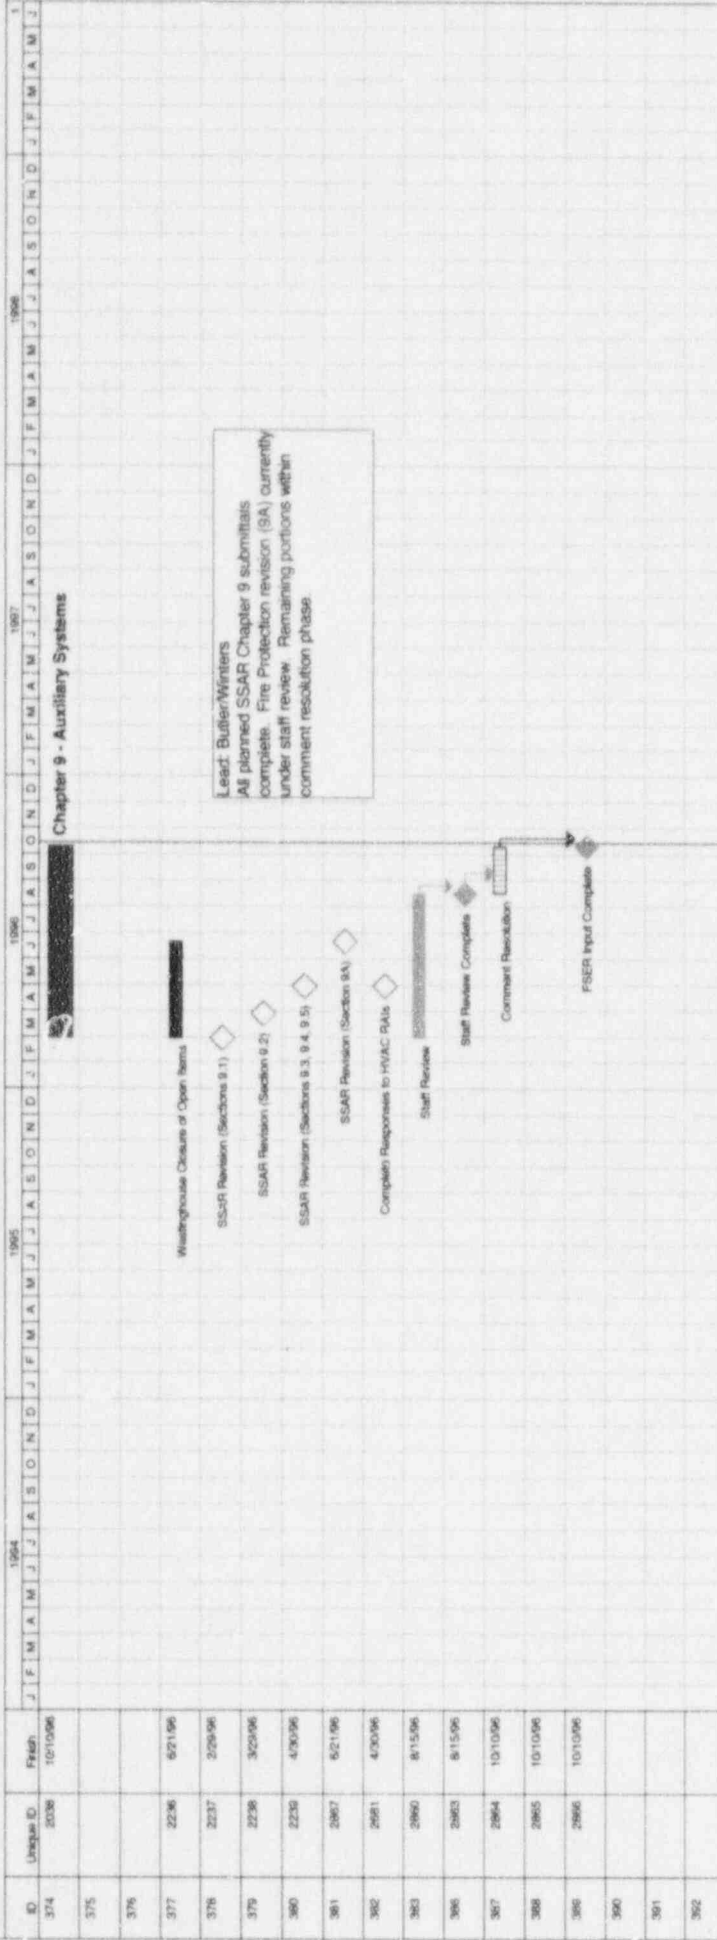 1994 1995 1996 1997 1998 1
ID Unique ID Finish J F M A M J J A S O N D J F M A M J J A S O N D J F M A M J J A S O N D J F M A M J J A S O N D J F M A M J J A S O N D J F M A M J
374 2038 10/10/96 Chapter 9 - Auxiliary Systems
375
376
377 2236 6/21/96 Westinghouse Closure of Open Items
378 2237 2/29/96 SSAR Revision (Sections 9.1)
379 2238 3/29/96 SSAR Revision (Section 9.2)
380 2239 4/30/96 SSAR Revision (Sections 9.3, 9.4, 9.5)
381 2867 6/21/96 SSAR Revision (Section 9A)
382 2681 4/30/96 Complete Responses to HVAC RAIs
383 2860 8/15/96 Staff Review
386 2863 8/15/96 Staff Review Complete
387 2864 10/10/96 Comment Resolution
388 2865 10/10/96
389 2866 10/10/96 FSER Input Complete
390
391
392
Lead: Butler/Winters
All planned SSAR Chapter 9 submittals
complete. Fire Protection revision (9A) currently
under staff review. Remaining portions within
comment resolution phase.